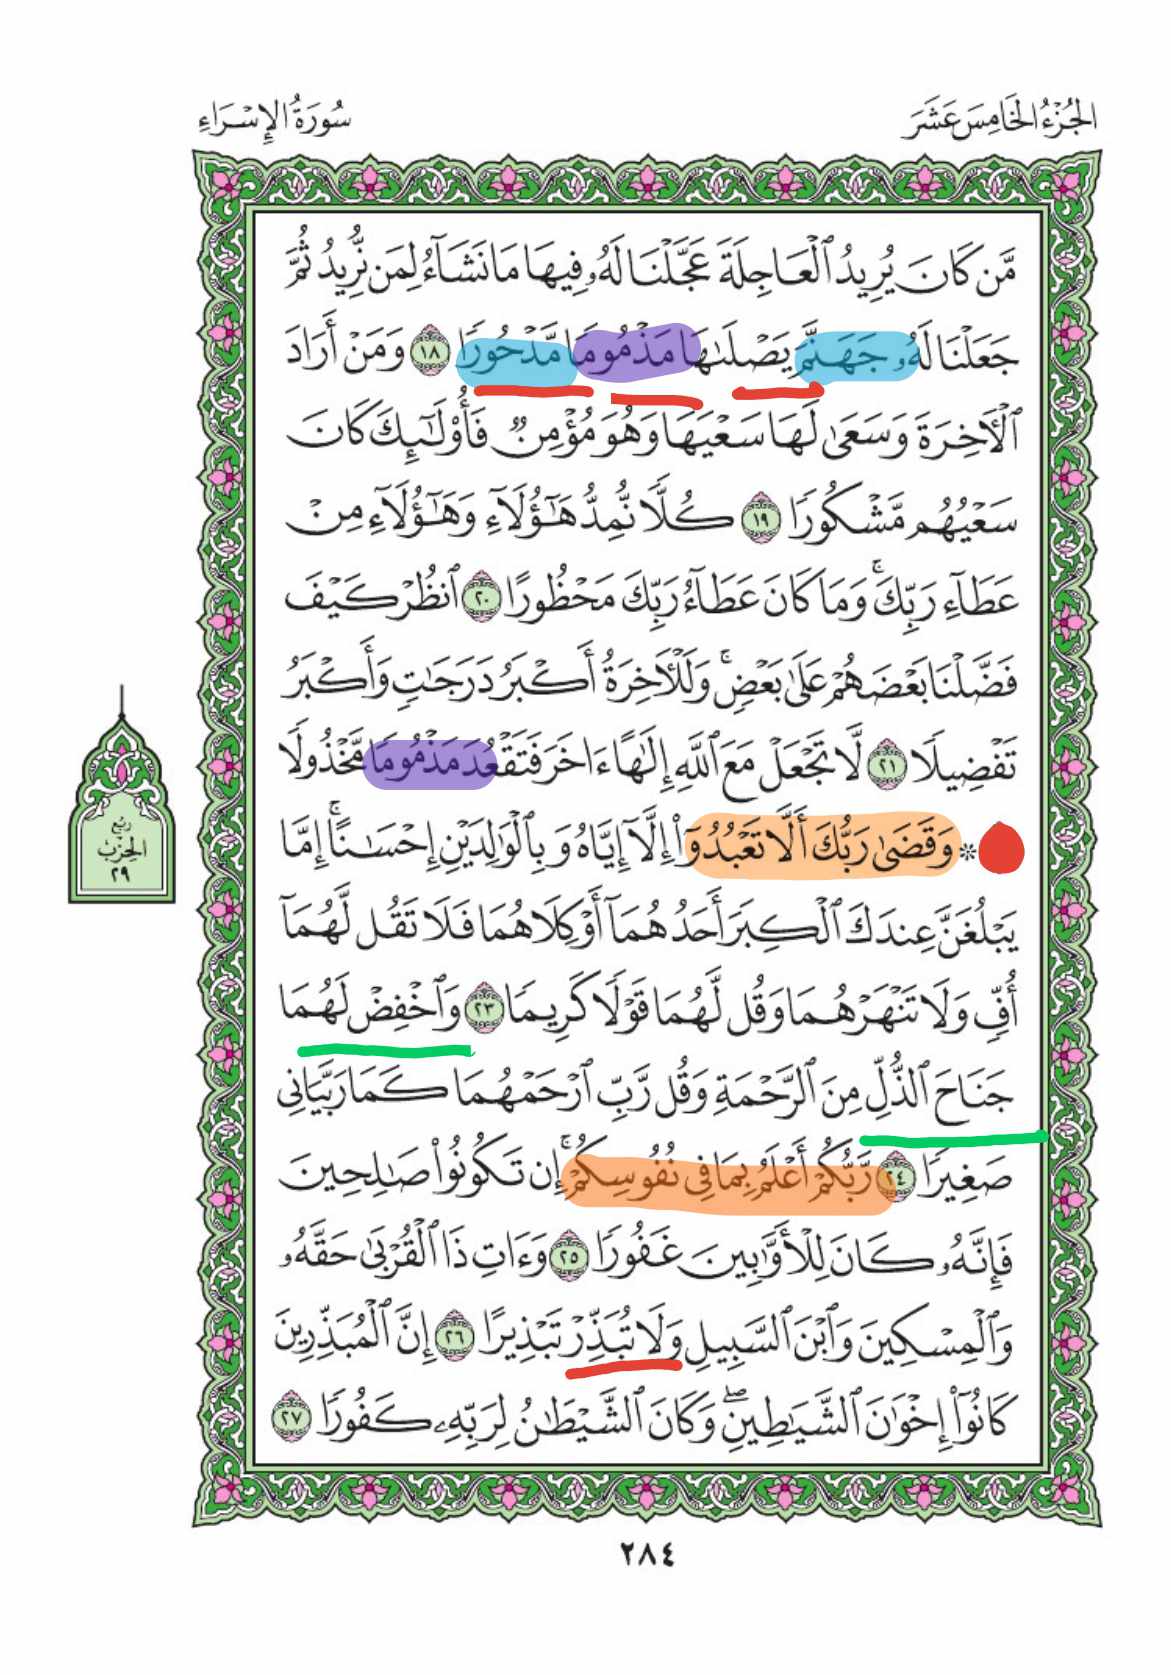 الجُزْءُ الخَامِسَ عَشَرَ
سُورَةُ الإِسْرَاءِ
مَّن كَانَ يُرِيدُ ٱلْعَاجِلَةَ عَجَّلْنَا لَهُۥ فِيهَا مَا نَشَآءُ لِمَن نُّرِيدُ ثُمَّ
جَعَلْنَا لَهُۥ جَهَنَّمَ يَصْلَىٰهَا مَذْمُومًا مَّدْحُورًا ١٨ وَمَنْ أَرَادَ
ٱلْـَٔاخِرَةَ وَسَعَىٰ لَهَا سَعْيَهَا وَهُوَ مُؤْمِنٌ فَأُو۟لَـٰٓئِكَ كَانَ
سَعْيُهُم مَّشْكُورًا ١٩ كُلًّا نُّمِدُّ هَـٰٓؤُلَآءِ وَهَـٰٓؤُلَآءِ مِنْ
عَطَآءِ رَبِّكَ ۚ وَمَا كَانَ عَطَآءُ رَبِّكَ مَحْظُورًا ٢٠ ٱنظُرْ كَيْفَ
فَضَّلْنَا بَعْضَهُمْ عَلَىٰ بَعْضٍ ۚ وَلَلْـَٔاخِرَةُ أَكْبَرُ دَرَجَـٰتٍ وَأَكْبَرُ
تَفْضِيلًا ٢١ لَّا تَجْعَلْ مَعَ ٱللَّهِ إِلَـٰهًا ءَاخَرَ فَتَقْعُدَ مَذْمُومًا مَّخْذُولًا
۞ وَقَضَىٰ رَبُّكَ أَلَّا تَعْبُدُوٓا۟ إِلَّآ إِيَّاهُ وَبِٱلْوَٰلِدَيْنِ إِحْسَـٰنًا ۚ إِمَّا
يَبْلُغَنَّ عِندَكَ ٱلْكِبَرَ أَحَدُهُمَآ أَوْ كِلَاهُمَا فَلَا تَقُل لَّهُمَآ
أُفٍّ وَلَا تَنْهَرْهُمَا وَقُل لَّهُمَا قَوْلًا كَرِيمًا ٢٣ وَٱخْفِضْ لَهُمَا
جَنَاحَ ٱلذُّلِّ مِنَ ٱلرَّحْمَةِ وَقُل رَّبِّ ٱرْحَمْهُمَا كَمَا رَبَّيَانِى
صَغِيرًا ٢٤ رَّبُّكُمْ أَعْلَمُ بِمَا فِى نُفُوسِكُمْ ۚ إِن تَكُونُوا۟ صَـٰلِحِينَ
فَإِنَّهُۥ كَانَ لِلْأَوَّٰبِينَ غَفُورًا ٢٥ وَءَاتِ ذَا ٱلْقُرْبَىٰ حَقَّهُۥ
وَٱلْمِسْكِينَ وَٱبْنَ ٱلسَّبِيلِ وَلَا تُبَذِّرْ تَبْذِيرًا ٢٦ إِنَّ ٱلْمُبَذِّرِينَ
كَانُوٓا۟ إِخْوَٰنَ ٱلشَّيَـٰطِينِ ۖ وَكَانَ ٱلشَّيْطَـٰنُ لِرَبِّهِۦ كَفُورًا ٢٧
رُبْع
الْحِزْبُ
٢٩
٢٨٤